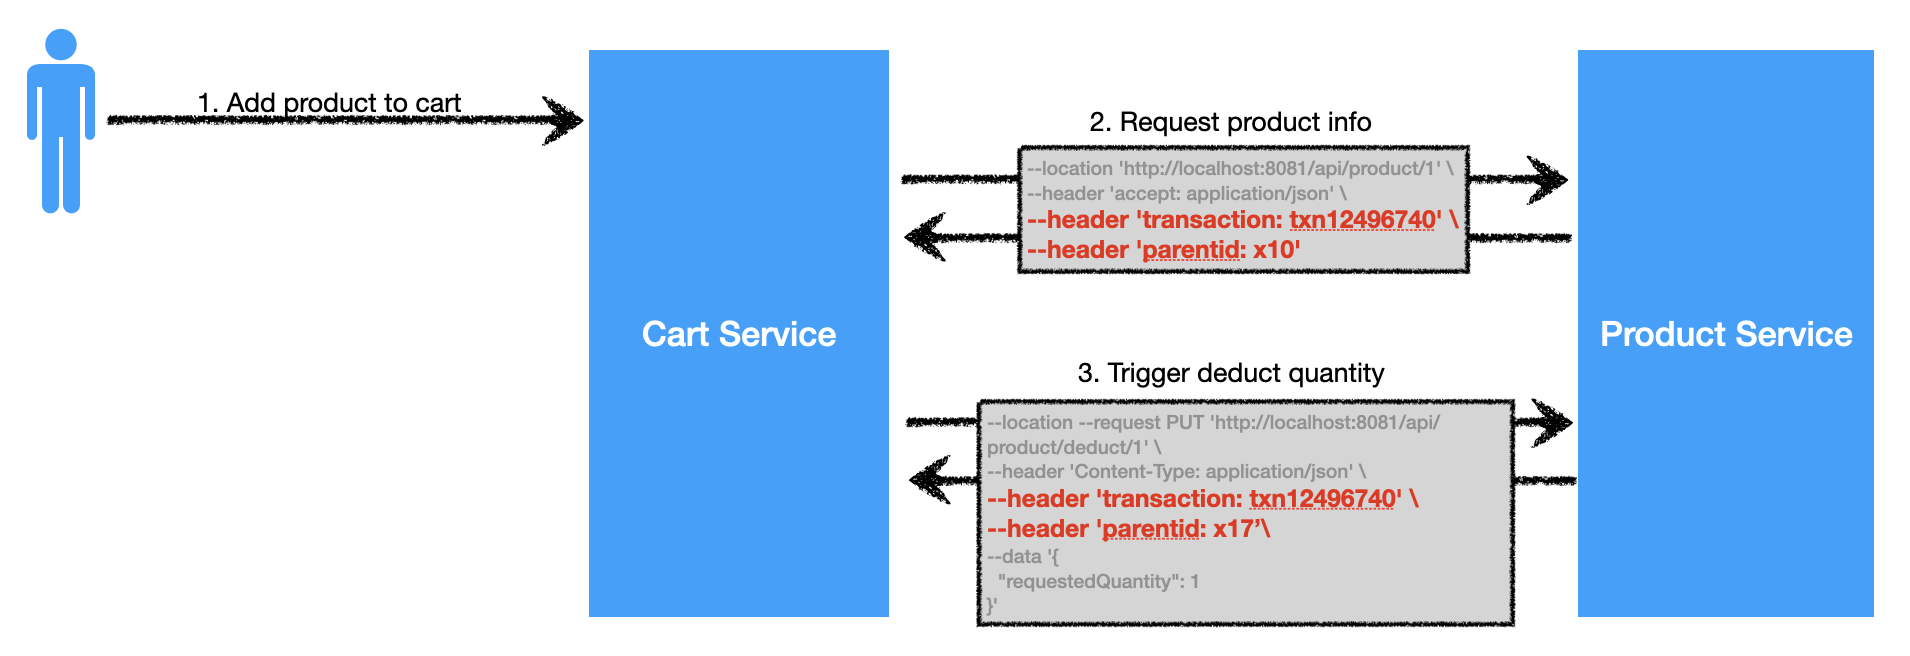 1. Add product to cart
2. Request product info
--location 'http://localhost:8081/api/product/1' \
--header 'accept: application/json' \
--header 'transaction: txn12496740' \
--header 'parentid: x10'
Cart Service
Product Service
3. Trigger deduct quantity
--location --request PUT 'http://localhost:8081/api/
product/deduct/1' \
--header 'Content-Type: application/json' \
--header 'transaction: txn12496740' \
--header 'parentid: x17’\
--data '{
"requestedQuantity": 1
}'